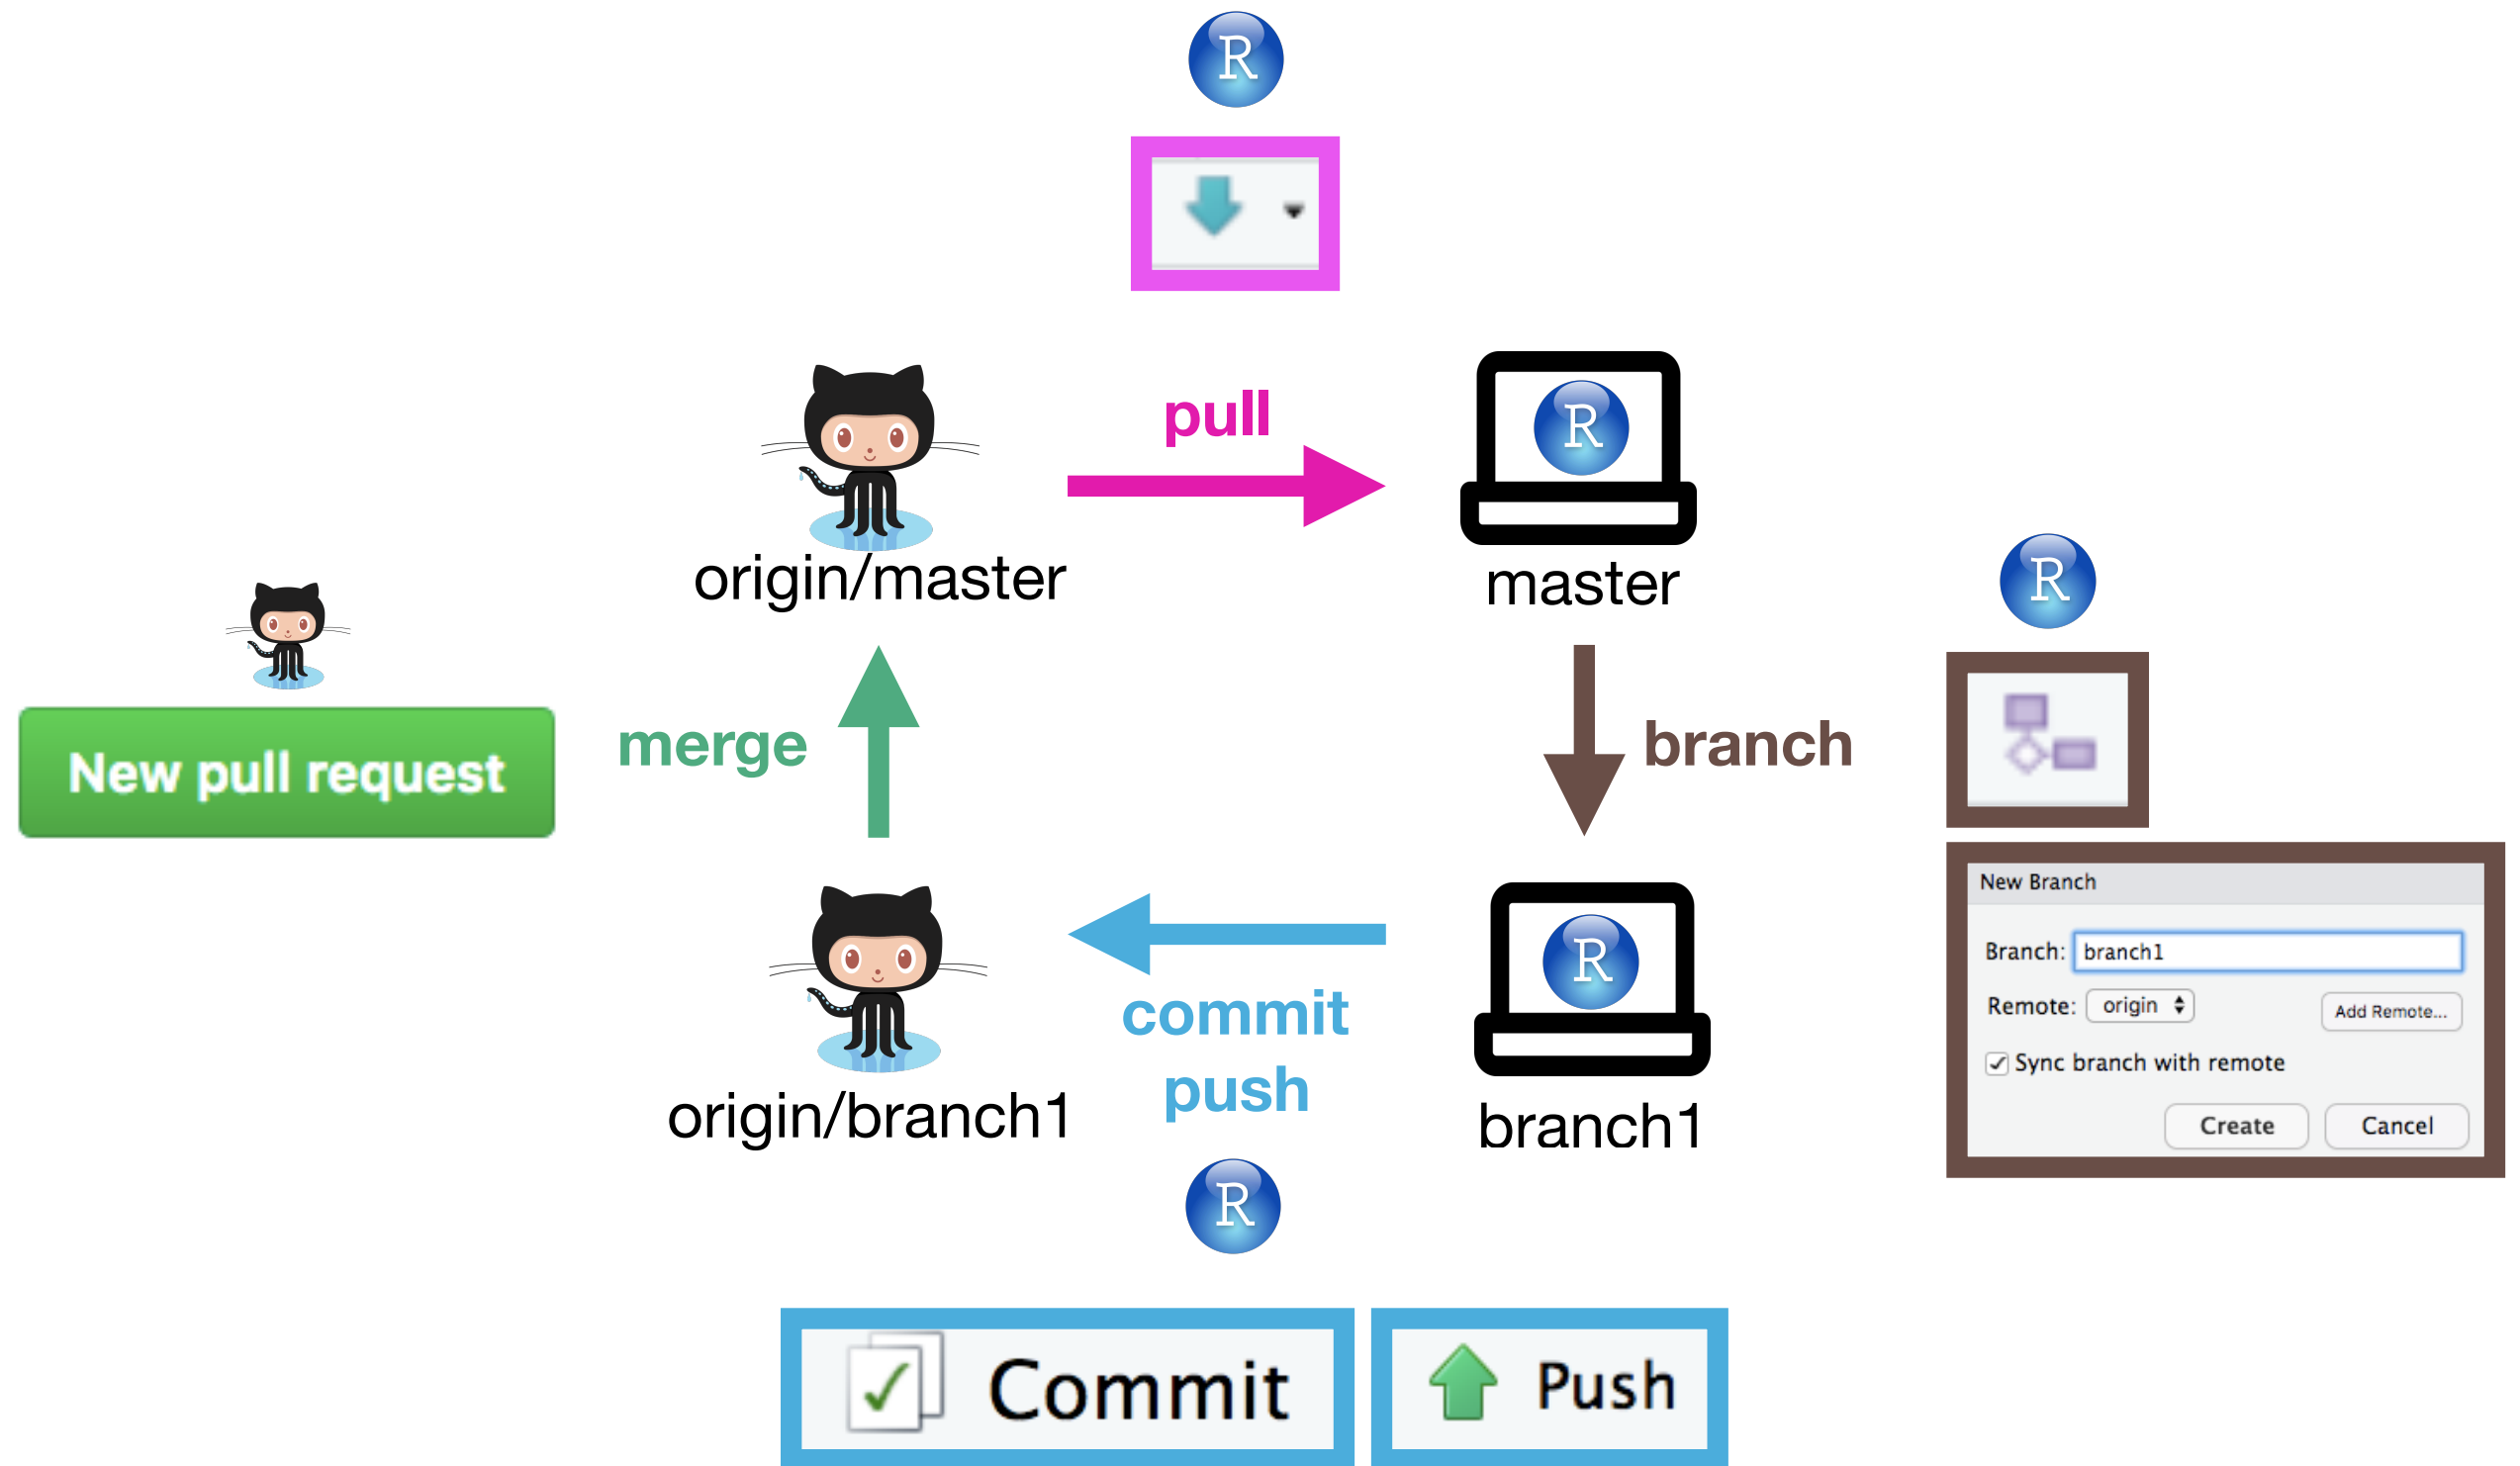 R
pull
R
origin/master
master
R
New pull request
merge
branch
New Branch
Branch: branch1
Remote: origin Add Remote...
Sync branch with remote
Create Cancel
R
commit
push
origin/branch1
branch1
R
Commit
Push